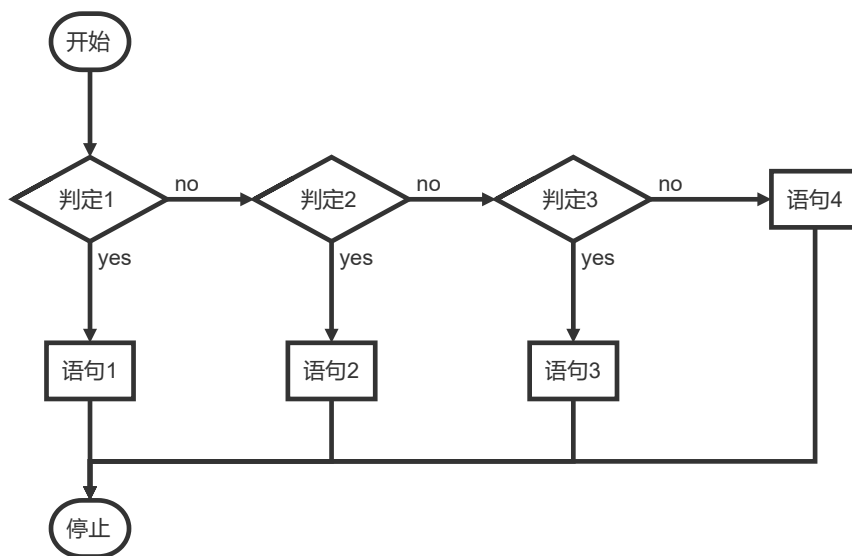 开始
判定1
no
判定2
no
判定3
no
语句4
yes
yes
yes
语句1
语句2
语句3
停止